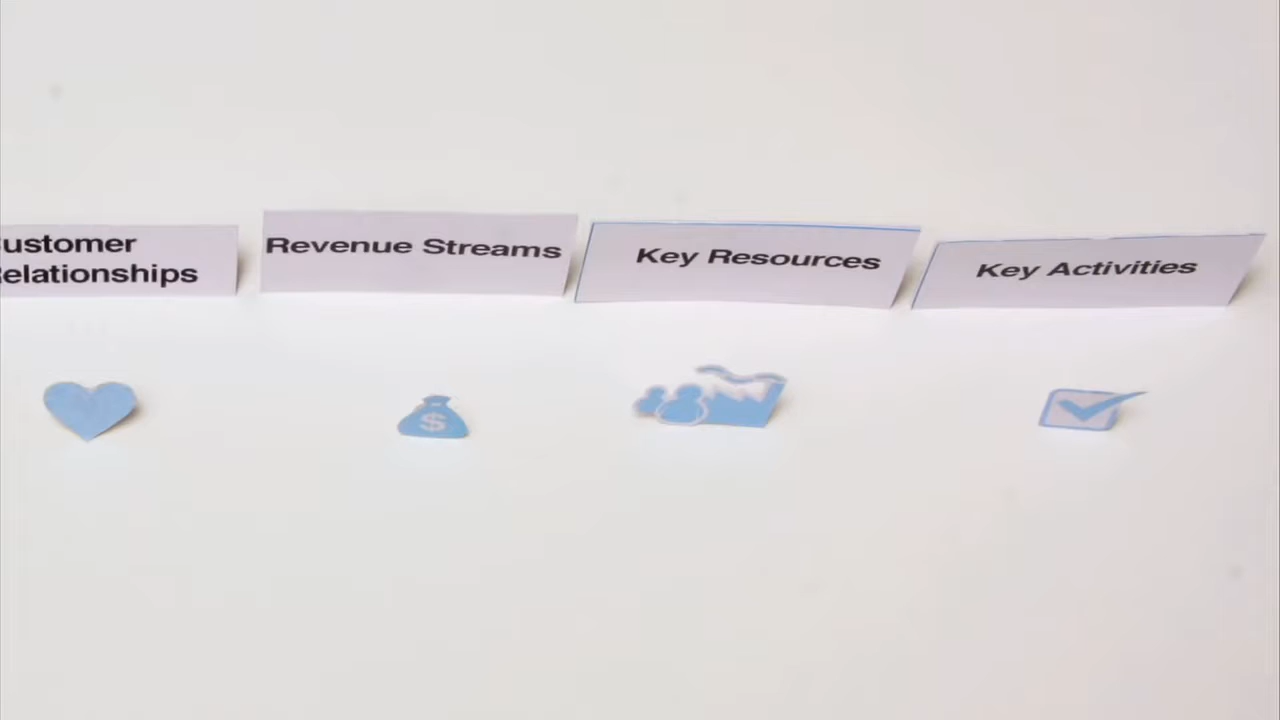 ustomer
elationships
Revenue Streams
Key Resources
Key Activities
$